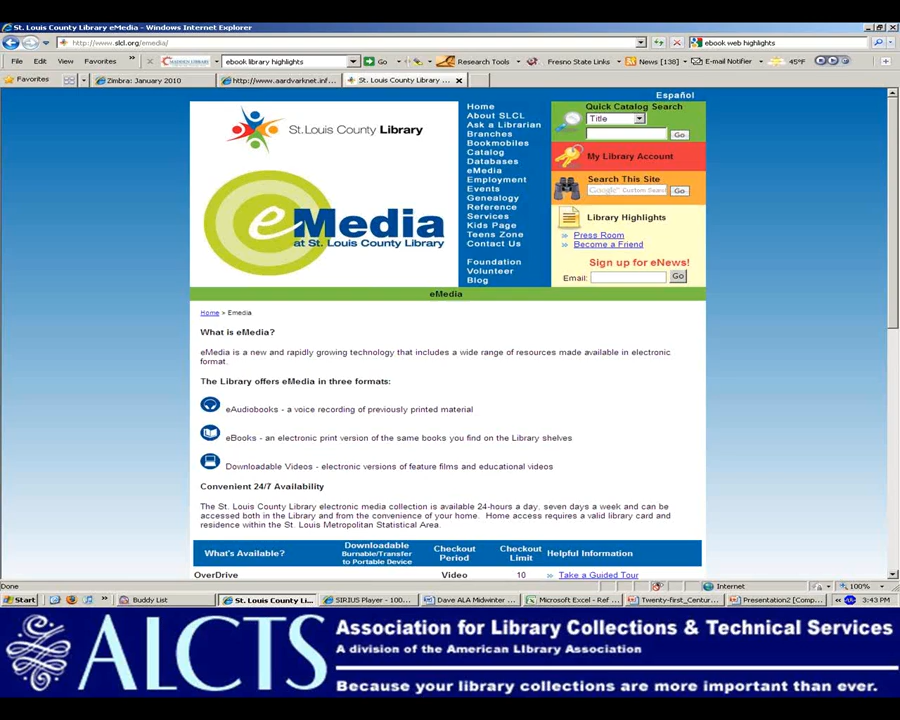 St. Louis County Library eMedia - Windows Internet Explorer
http://www.slcl.org/emedia/
ebook web highlights
File Edit View Favorites
ebook library highlights
Go
Research Tools
Fresno State Links
News [138]
E-mail Notifier
45°F
Favorites
Zimbra: January 2010
http://www.aardvarknet.inf...
St. Louis County Library ...
Español
St.Louis County Library
eMedia
at St. Louis County Library
Home
About SLCL
Ask a Librarian
Branches
Bookmobiles
Catalog
Databases
eMedia
Employment
Events
Genealogy
Reference
Services
Kids Page
Teens Zone
Contact Us
Foundation
Volunteer
Blog
Quick Catalog Search
Title
Go
My Library Account
Search This Site
Google™ Custom Search
Go
Library Highlights
Press Room
Become a Friend
Sign up for eNews!
Email:
Go
eMedia
Home > Emedia
What is eMedia?
eMedia is a new and rapidly growing technology that includes a wide range of resources made available in electronic
format.
The Library offers eMedia in three formats:
eAudiobooks - a voice recording of previously printed material
eBooks - an electronic print version of the same books you find on the Library shelves
Downloadable Videos - electronic versions of feature films and educational videos
Convenient 24/7 Availability
The St. Louis County Library electronic media collection is available 24-hours a day, seven days a week and can be
accessed both in the Library and from the convenience of your home. Home access requires a valid library card and
residence within the St. Louis Metropolitan Statistical Area.
What's Available?
Downloadable
Burnable/Transfer
to Portable Device
Checkout
Period
Checkout
Limit
Helpful Information
OverDrive
Video
10
Take a Guided Tour
Done
Internet
100%
Start
Buddy List
St. Louis County Li...
SIRIUS Player - 100...
Dave ALA Midwinter ...
Microsoft Excel - Ref ...
Twenty-first_Centur...
Presentation2 [Comp...
3:43 PM
ALCTS
Association for Library Collections & Technical Services
A division of the American Library Association
Because your library collections are more important than ever.